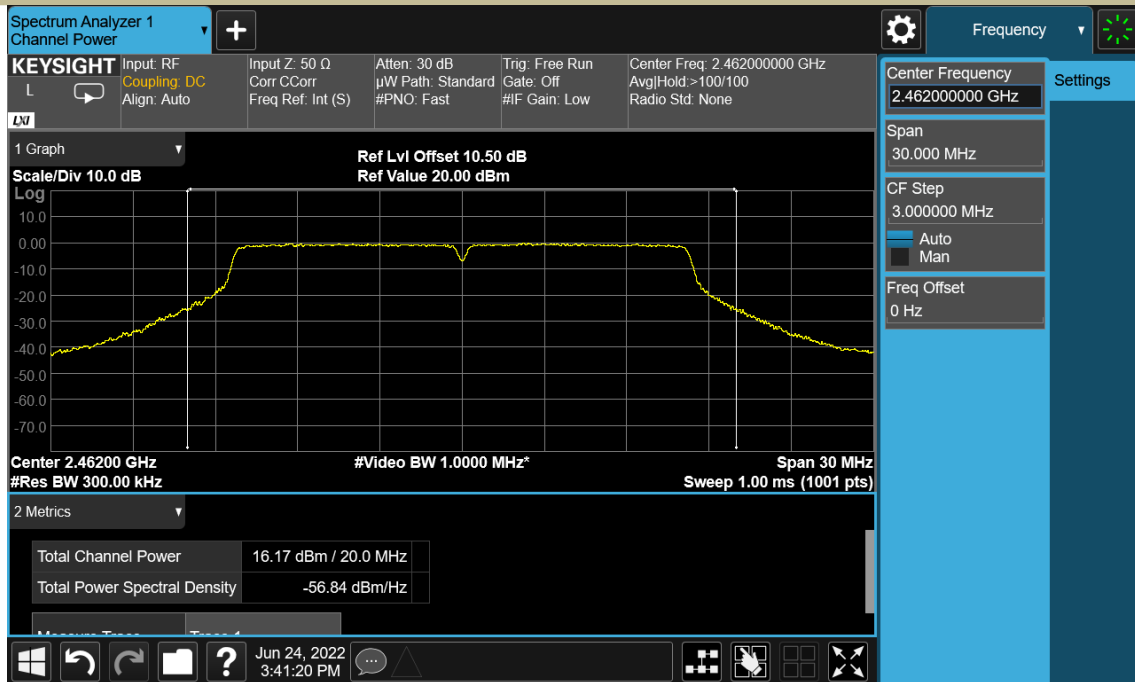 Spectrum Analyzer 1
Channel Power
Frequency
KEYSIGHT
L
LXI
Input: RF
Coupling: DC
Align: Auto
Input Z: 50 Ω
Corr CCorr
Freq Ref: Int (S)
Atten: 30 dB
µW Path: Standard
#PNO: Fast
Trig: Free Run
Gate: Off
#IF Gain: Low
Center Freq: 2.462000000 GHz
Avg|Hold:>100/100
Radio Std: None
Center Frequency
2.462000000 GHz
Settings
Span
30.000 MHz
CF Step
3.000000 MHz
Auto
Man
Freq Offset
0 Hz
1 Graph
Scale/Div 10.0 dB
Ref Lvl Offset 10.50 dB
Ref Value 20.00 dBm
Log
10.0
0.00
-10.0
-20.0
-30.0
-40.0
-50.0
-60.0
-70.0
Center 2.46200 GHz
#Video BW 1.0000 MHz*
Span 30 MHz
#Res BW 300.00 kHz
Sweep 1.00 ms (1001 pts)
2 Metrics
Total Channel Power 16.17 dBm / 20.0 MHz
Total Power Spectral Density -56.84 dBm/Hz
Measure Trace Trace 1
?
Jun 24, 2022
3:41:20 PM